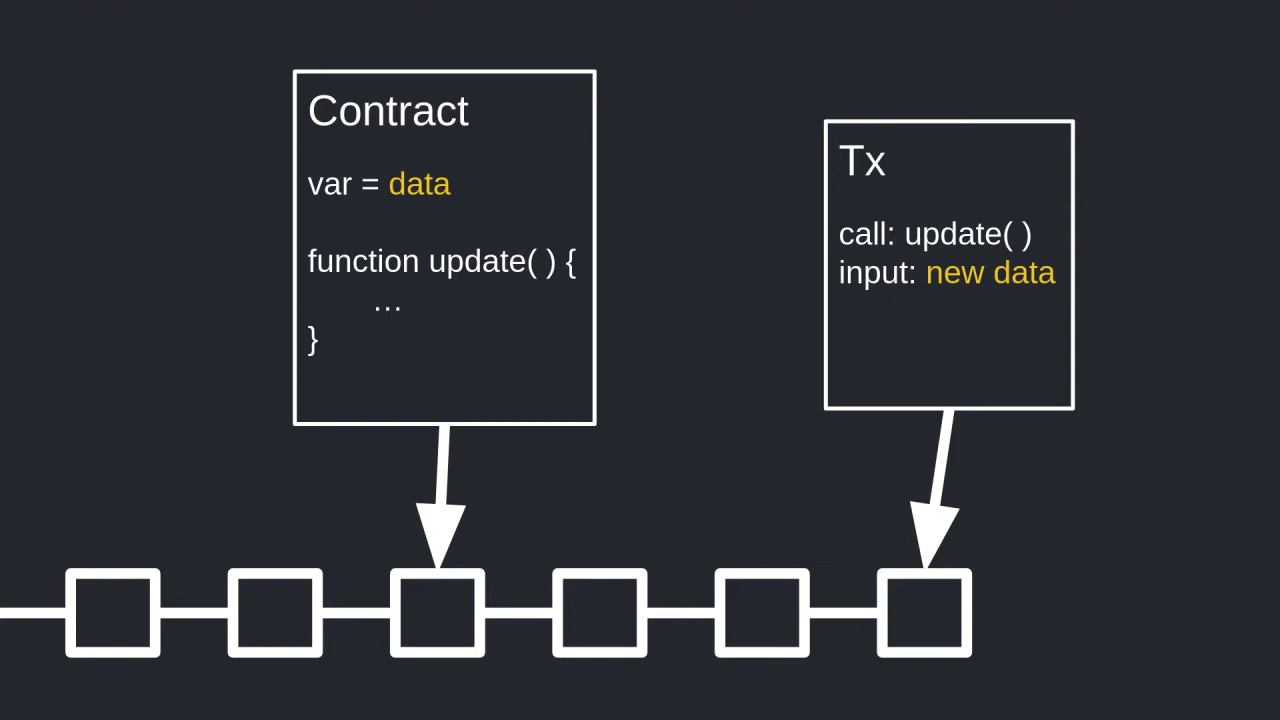 Contract
var = data
function update( ) {
...
}
Tx
call: update( )
input: new data